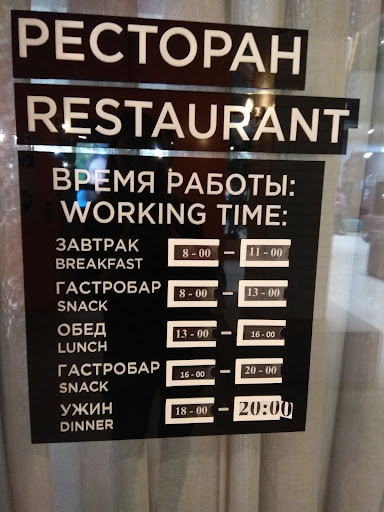 РЕСТОРАН
RESTAURANT
ВРЕМЯ РАБОТЫ:
WORKING TIME:
ЗАВТРАК 8 - 00 – 11 - 00
BREAKFAST
ГАСТРОБАР 8 - 00 – 13 - 00
SNACK
ОБЕД 13 - 00 – 16 - 00
LUNCH
ГАСТРОБАР 16 - 00 – 20 - 00
SNACK
УЖИН 18 - 00 – 20:00
DINNER